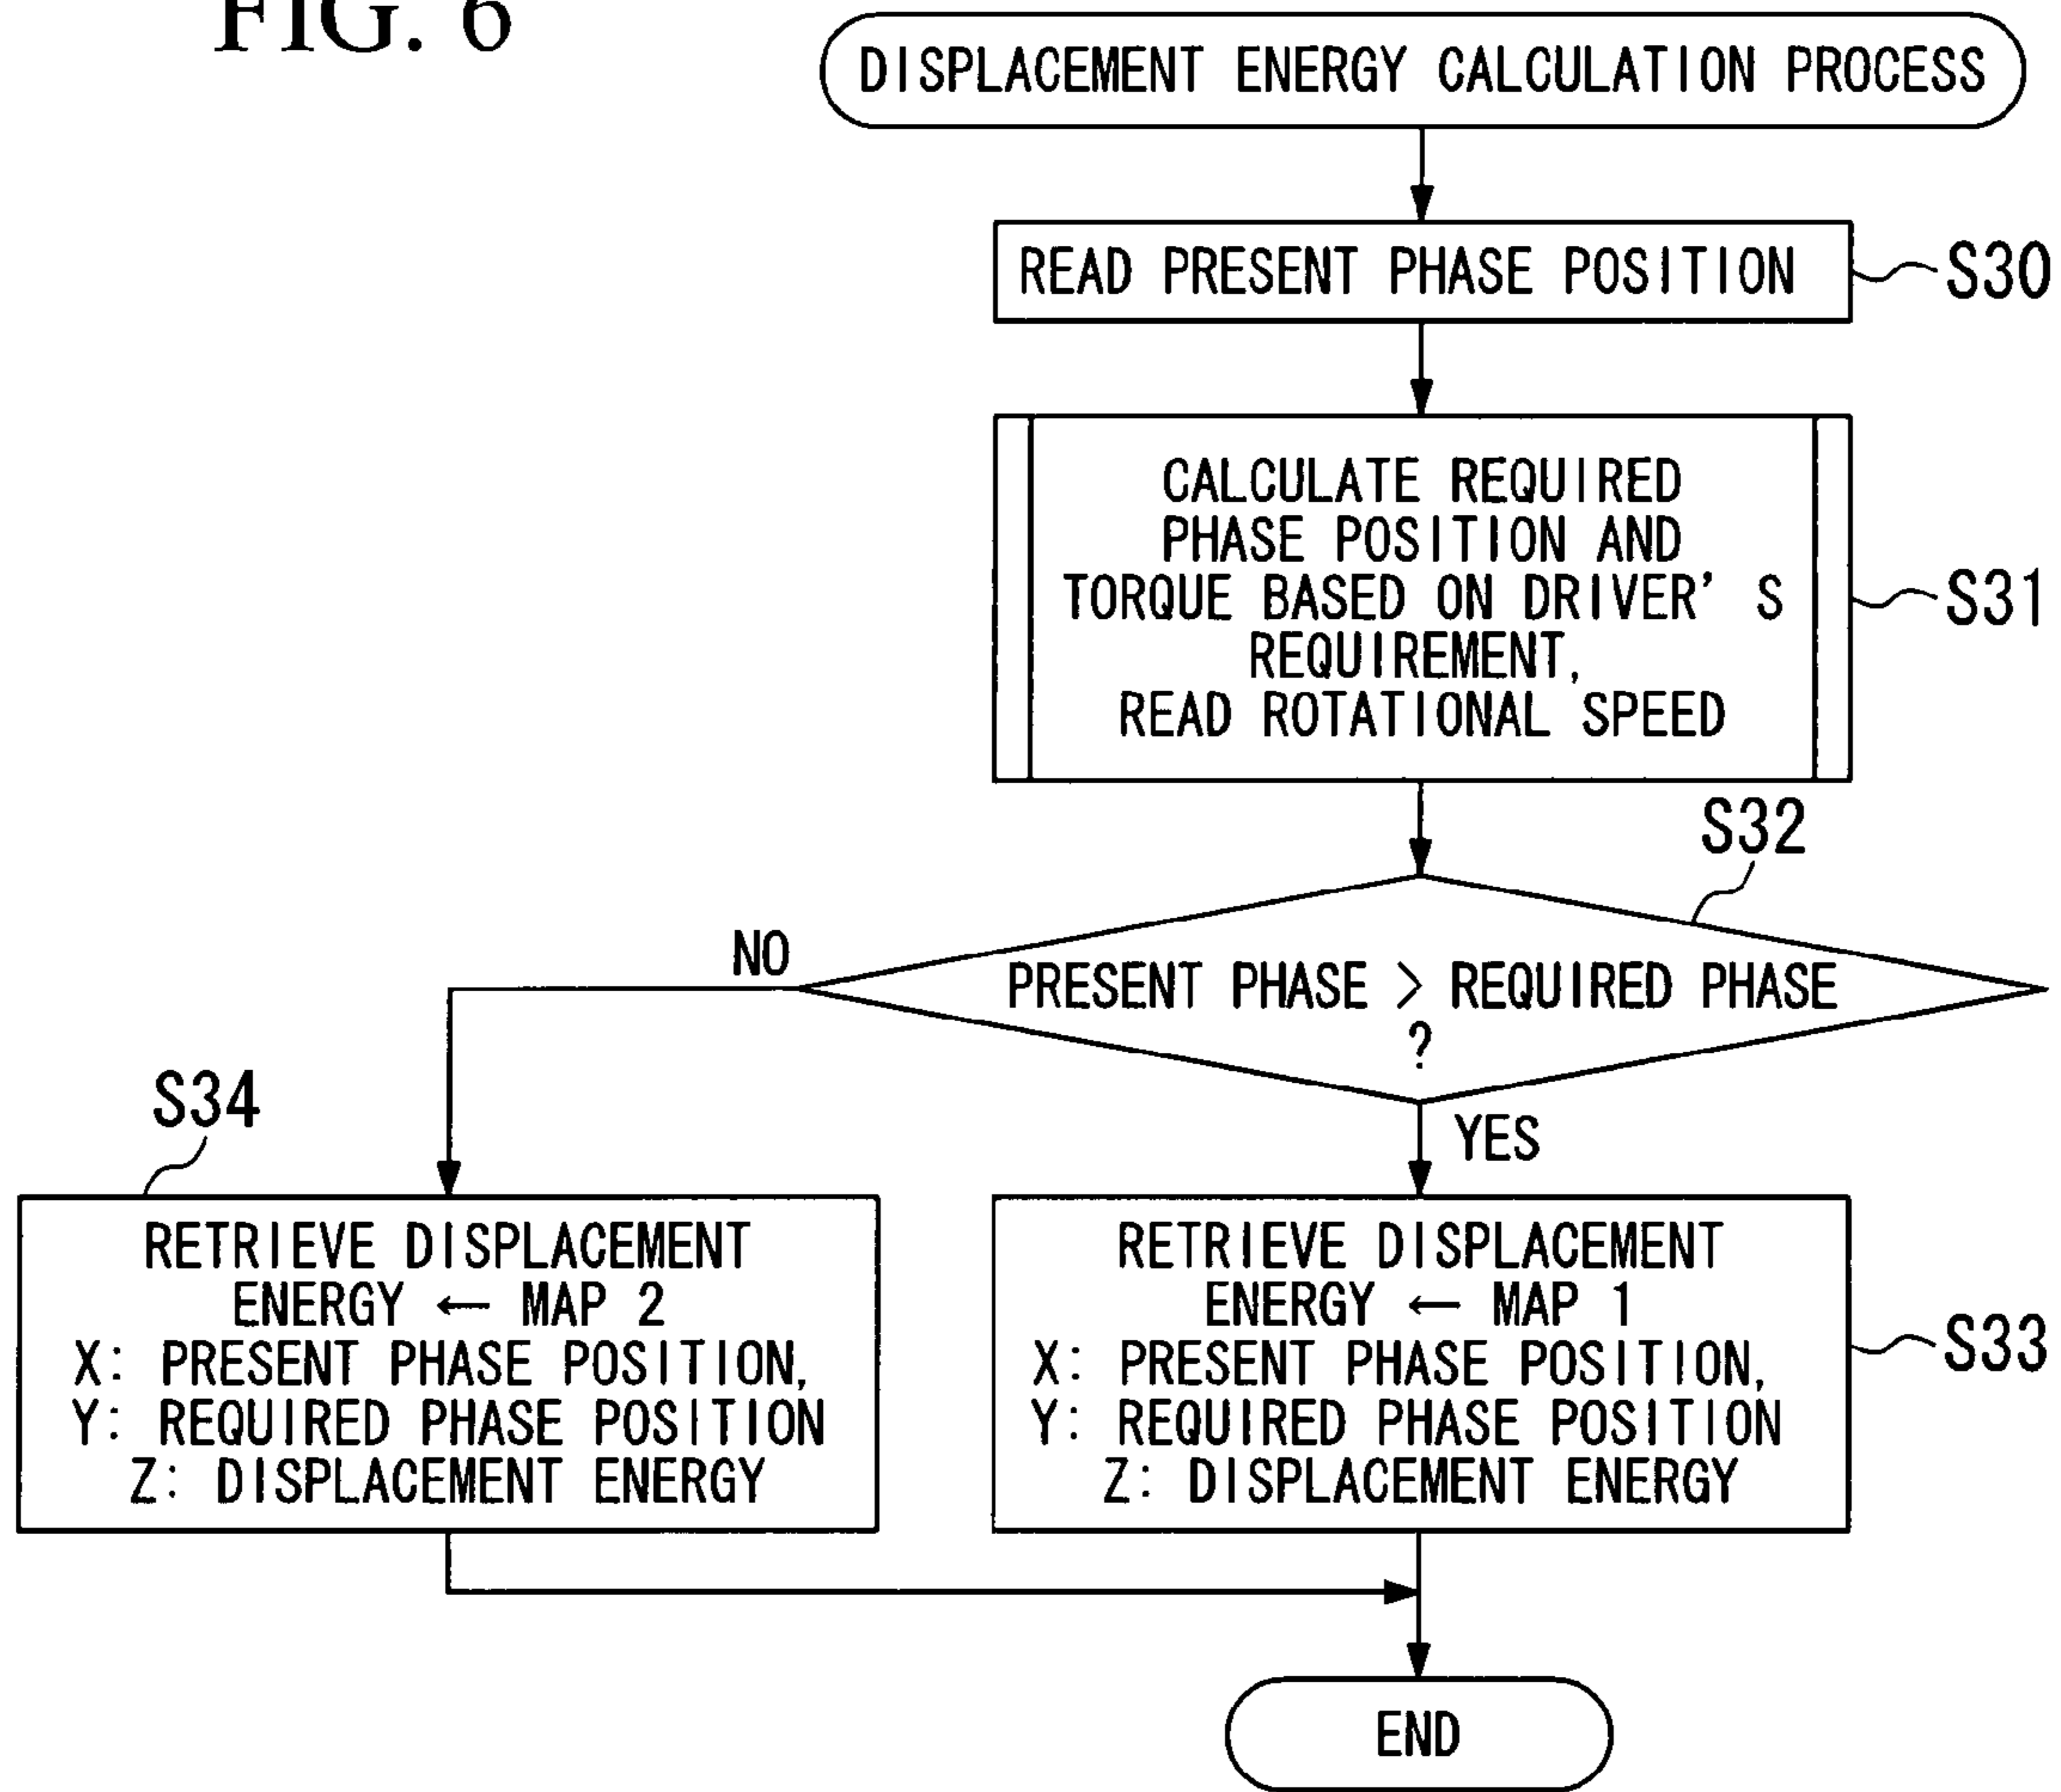 FIG. 6
DISPLACEMENT ENERGY CALCULATION PROCESS
READ PRESENT PHASE POSITION
S30
CALCULATE REQUIRED
PHASE POSITION AND
TORQUE BASED ON DRIVER'S
REQUIREMENT,
READ ROTATIONAL SPEED
S31
S32
PRESENT PHASE > REQUIRED PHASE
?
NO
YES
S34
RETRIEVE DISPLACEMENT
ENERGY ← MAP 2
X: PRESENT PHASE POSITION,
Y: REQUIRED PHASE POSITION
Z: DISPLACEMENT ENERGY
RETRIEVE DISPLACEMENT
ENERGY ← MAP 1
X: PRESENT PHASE POSITION,
Y: REQUIRED PHASE POSITION
Z: DISPLACEMENT ENERGY
S33
END